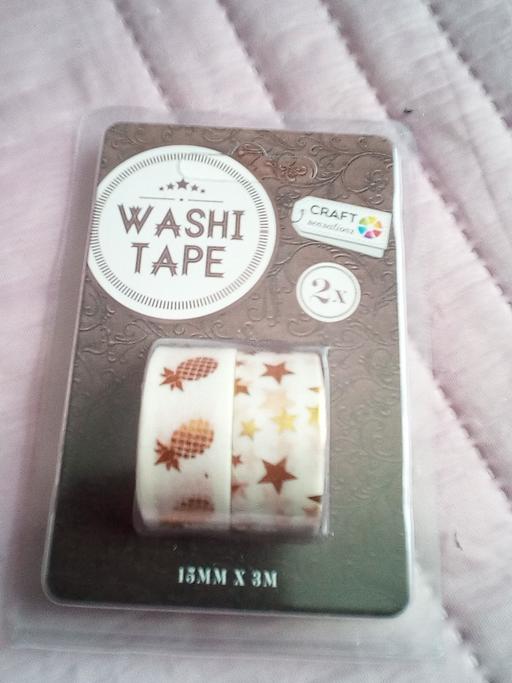 WASHI
TAPE
CRAFT
sensations
2x
15MM X 3M